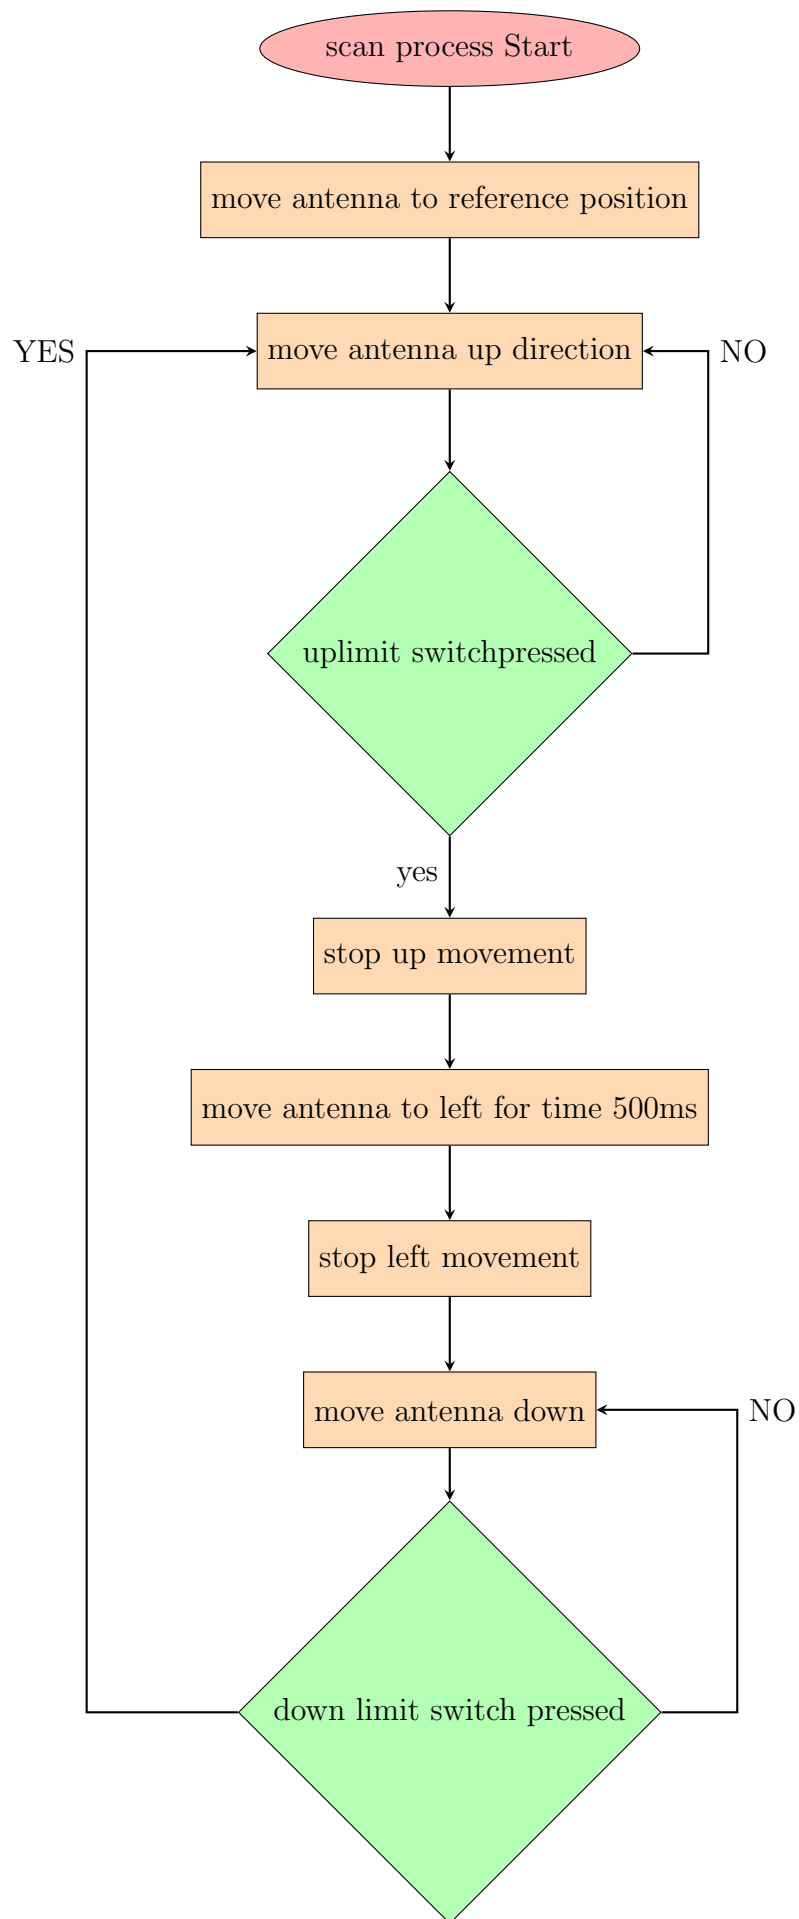 scan process Start
move antenna to reference position
YES
move antenna up direction
NO
uplimit switchpressed
yes
stop up movement
move antenna to left for time 500ms
stop left movement
move antenna down
NO
down limit switch pressed